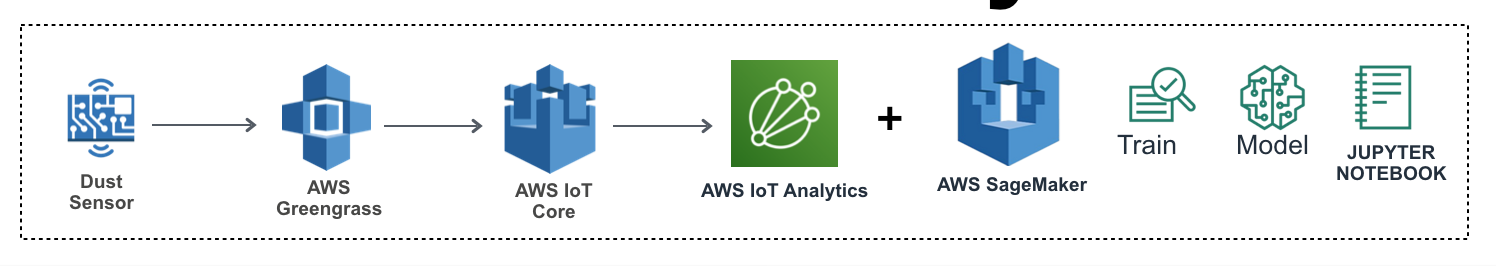 Dust
Sensor
AWS
Greengrass
AWS IoT
Core
AWS IoT Analytics
+
AWS SageMaker
Train
Model
JUPYTER
NOTEBOOK